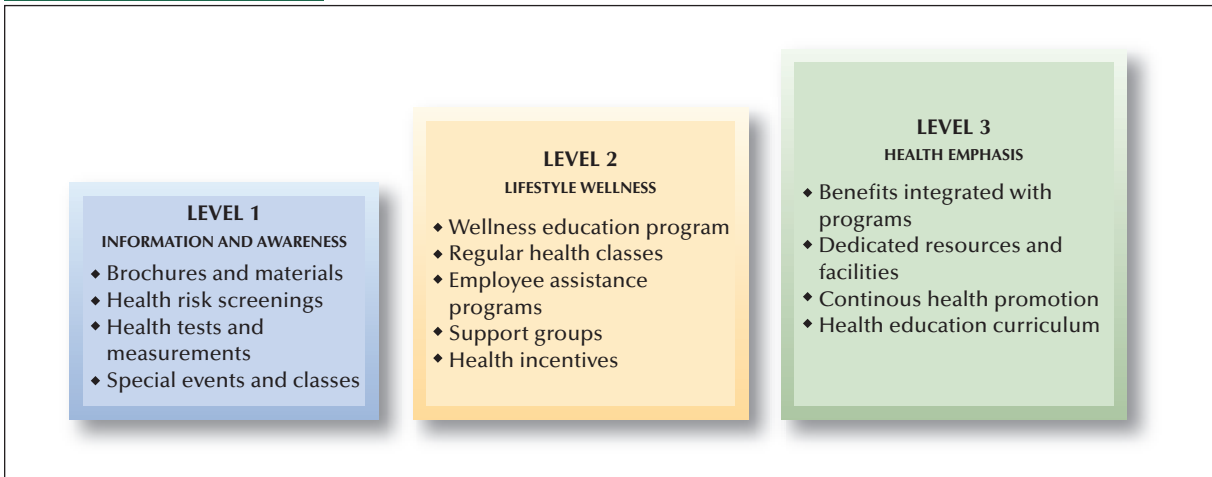 LEVEL 1
INFORMATION AND AWARENESS
◆ Brochures and materials
◆ Health risk screenings
◆ Health tests and
measurements
◆ Special events and classes
LEVEL 2
LIFESTYLE WELLNESS
◆ Wellness education program
◆ Regular health classes
◆ Employee assistance
programs
◆ Support groups
◆ Health incentives
LEVEL 3
HEALTH EMPHASIS
◆ Benefits integrated with
programs
◆ Dedicated resources and
facilities
◆ Continous health promotion
◆ Health education curriculum